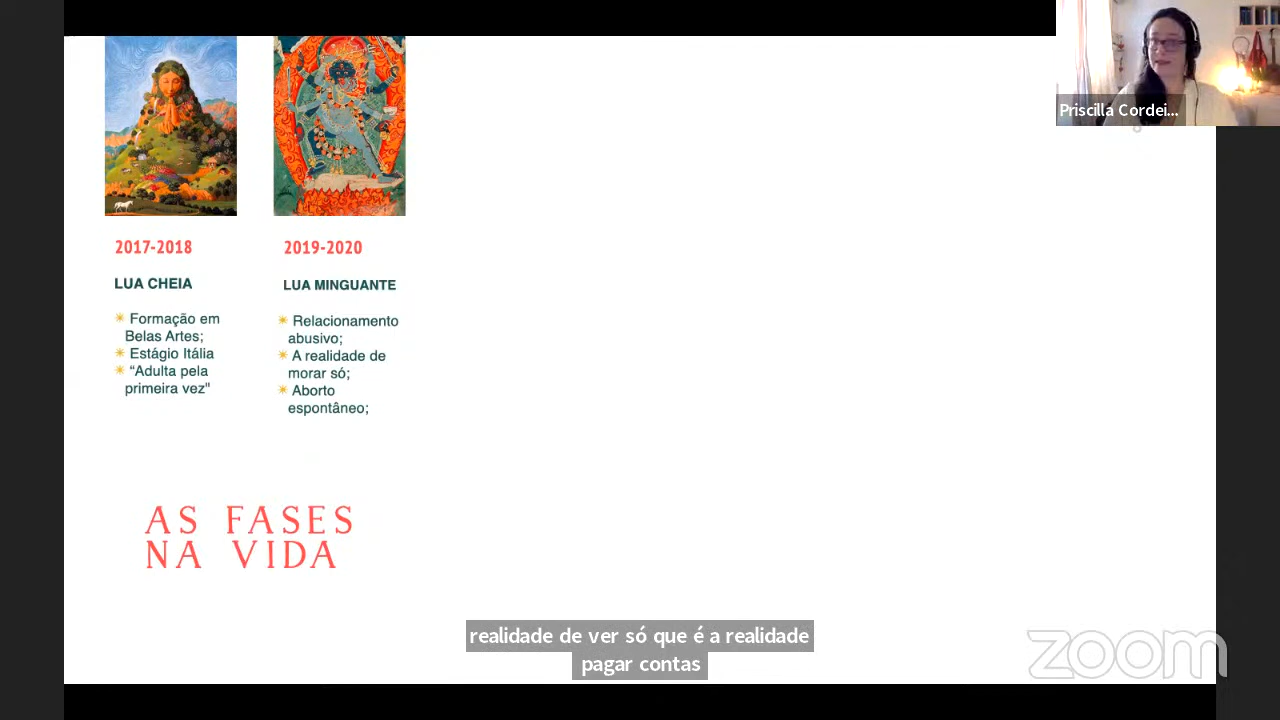 Priscilla Cordei...
2017-2018
LUA CHEIA
✴ Formação em
Belas Artes;
✴ Estágio Itália
✴ “Adulta pela
primeira vez"
2019-2020
LUA MINGUANTE
✴ Relacionamento
abusivo;
✴ A realidade de
morar só;
✴ Aborto
espontâneo;
AS FASES
NA VIDA
realidade de ver só que é a realidade
pagar contas
zoom